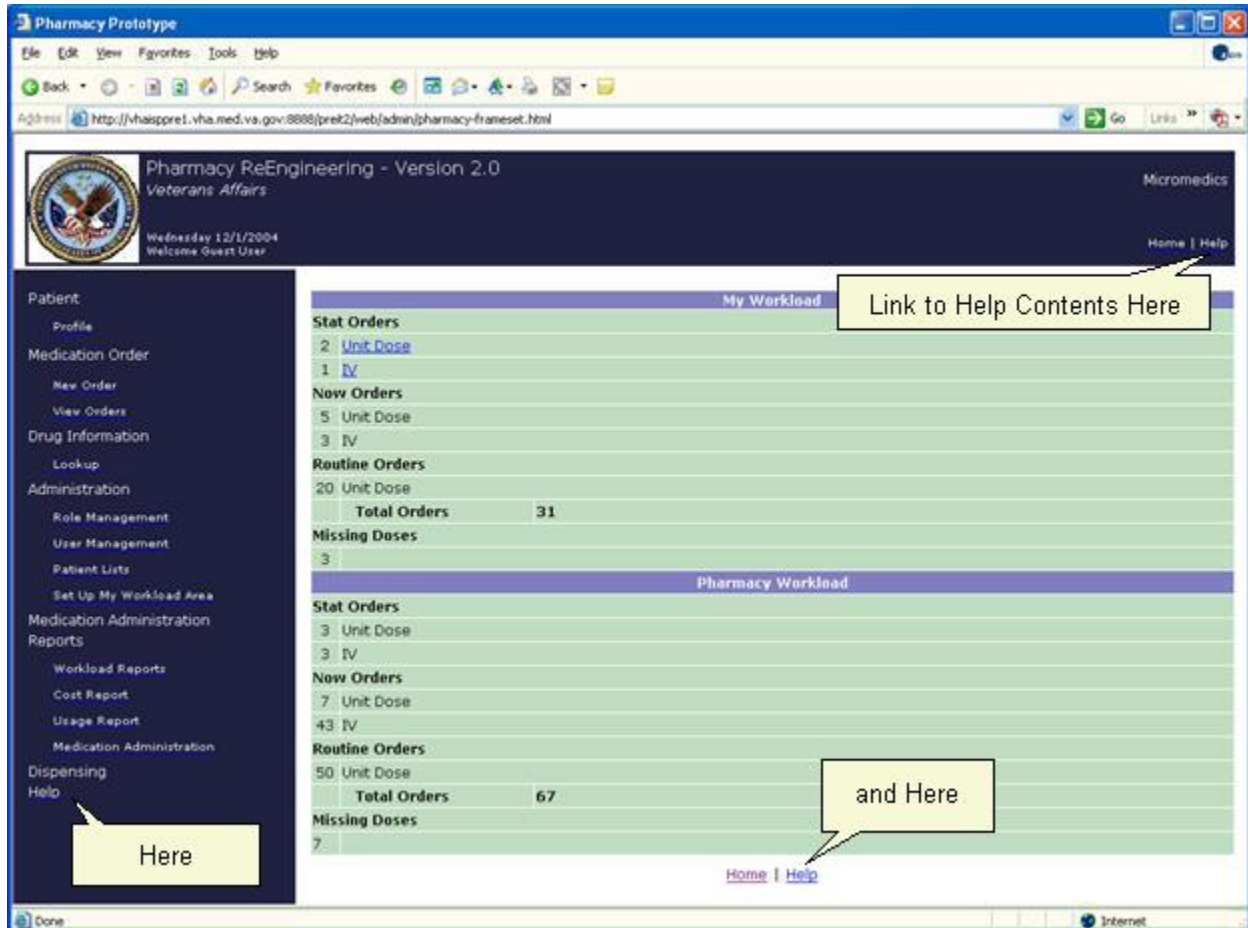 Pharmacy Prototype
File Edit View Favorites Tools Help
Back Search Favorites
Address http://vhaisppre1.vha.med.va.gov:8888/preit2/web/admin/pharmacy-frameset.html Go Links »
Pharmacy ReEngineering - Version 2.0
Veterans Affairs
Micromedics
Wednesday 12/1/2004
Welcome Guest User
Home | Help
Link to Help Contents Here
Patient
Profile
Medication Order
New Order
View Orders
Drug Information
Lookup
Administration
Role Management
User Management
Patient Lists
Set Up My Workload Area
Medication Administration
Reports
Workload Reports
Cost Report
Usage Report
Medication Administration
Dispensing
Help
Here
My Workload
Stat Orders
2 Unit Dose
1 IV
Now Orders
5 Unit Dose
3 IV
Routine Orders
20 Unit Dose
Total Orders 31
Missing Doses
3
Pharmacy Workload
Stat Orders
3 Unit Dose
3 IV
Now Orders
7 Unit Dose
43 IV
Routine Orders
50 Unit Dose
Total Orders 67
Missing Doses
7
and Here
Home | Help
Done
Internet